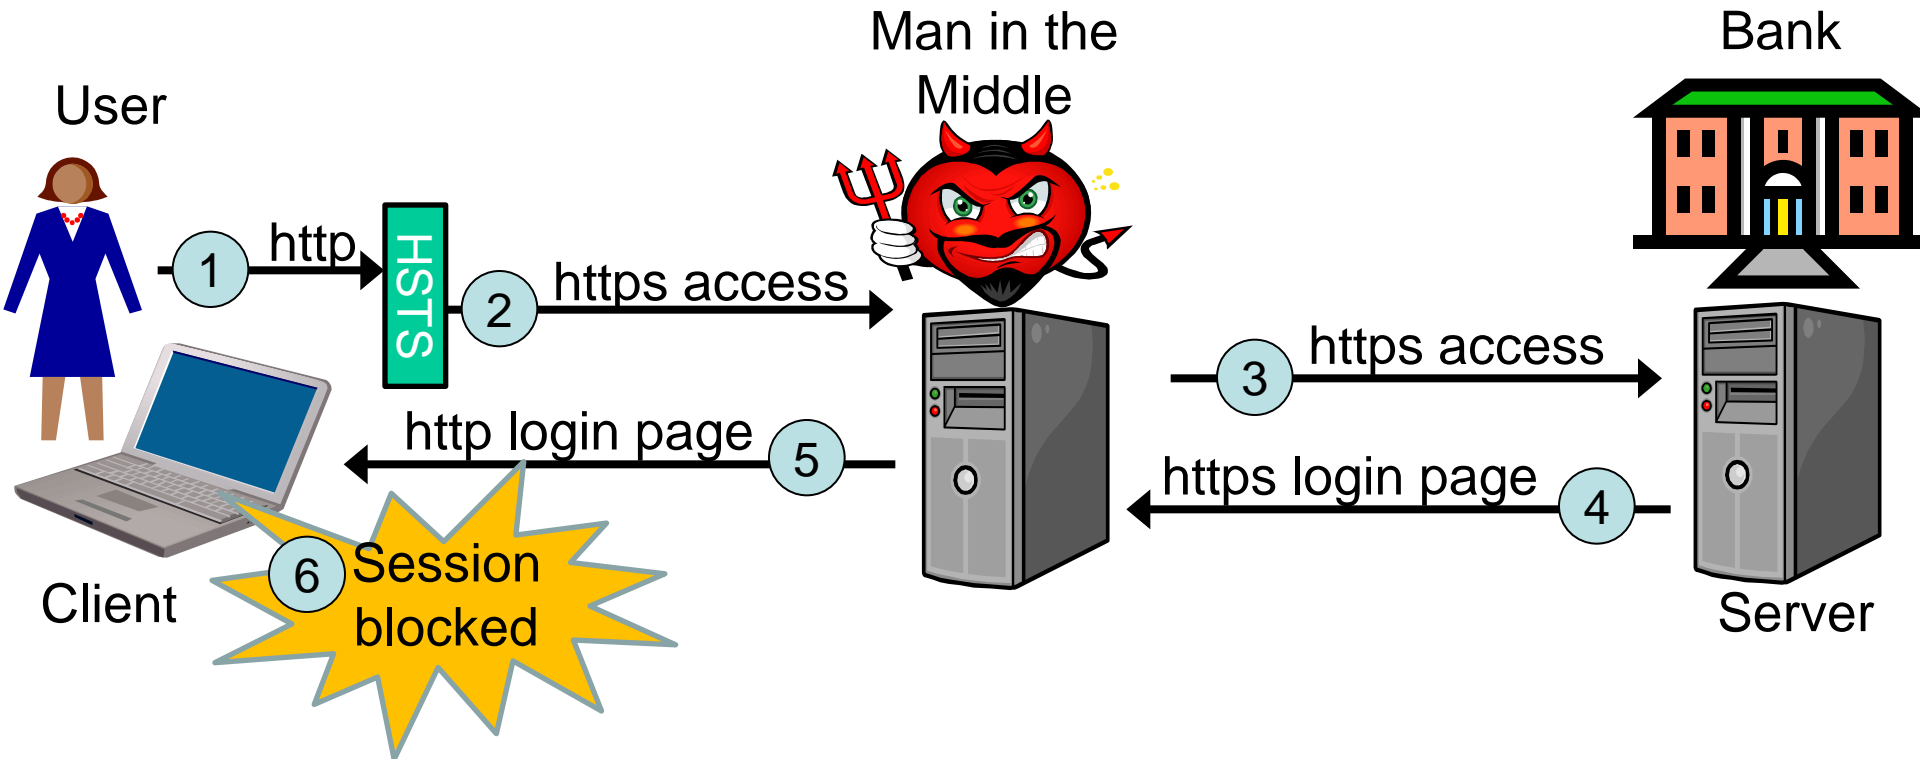 Man in the
Middle
Bank
User
1
http
HSTS
2
https access
3
https access
http login page
5
https login page
4
6
Session
blocked
Client
Server